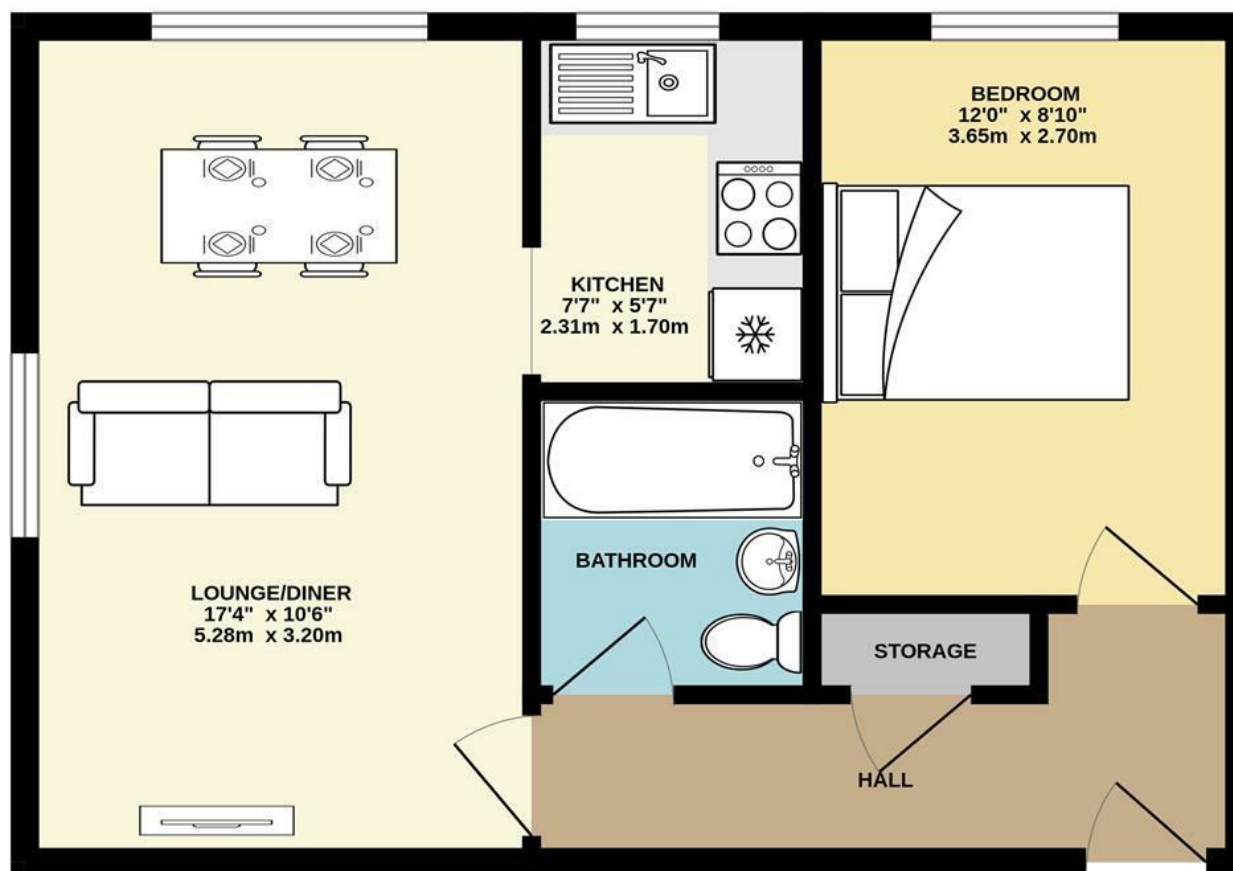 BEDROOM
12'0" x 8'10"
3.65m x 2.70m
KITCHEN
7'7" x 5'7"
2.31m x 1.70m
BATHROOM
LOUNGE/DINER
17'4" x 10'6"
5.28m x 3.20m
STORAGE
HALL